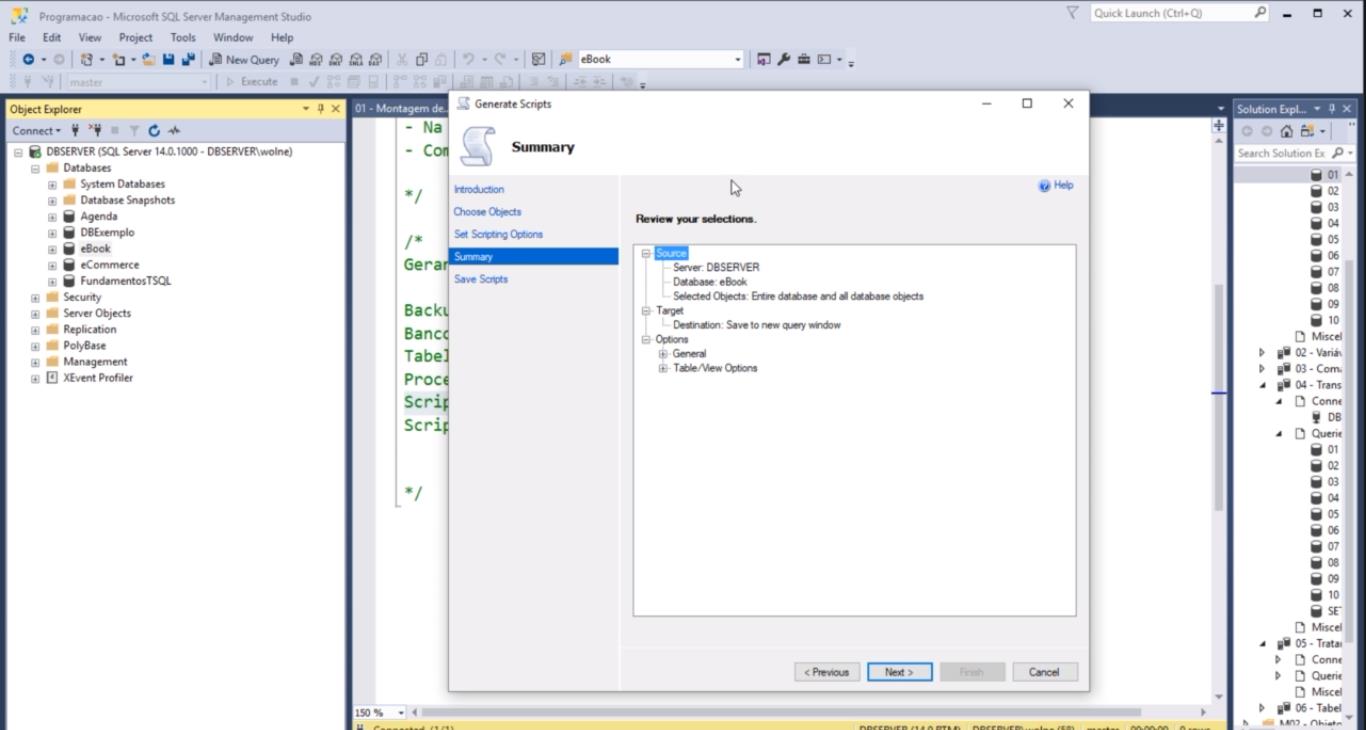 Programacao - Microsoft SQL Server Management Studio
Quick Launch (Ctrl+Q)
File Edit View Project Tools Window Help
New Query
eBook
master
Execute
Object Explorer
Connect
DBSERVER (SQL Server 14.0.1000 - DBSERVER\wolne)
Databases
System Databases
Database Snapshots
Agenda
DBExemplo
eBook
eCommerce
FundamentosTSQL
Security
Server Objects
Replication
PolyBase
Management
XEvent Profiler
01 - Montagem de...
- Na
- Com
*/
/*
Geran
Backu
Banco
Tabel
Proce
Scrip
Scrip
*/
150 %
Connected. (1/1)
DBSERVER (14.0 RTM) DBSERVER\wolne (58) master 00:00:00 0 rows
Generate Scripts
Summary
Help
Introduction
Choose Objects
Set Scripting Options
Summary
Save Scripts
Review your selections.
Source
Server: DBSERVER
Database: eBook
Selected Objects: Entire database and all database objects
Target
Destination: Save to new query window
Options
General
Table/View Options
< Previous
Next >
Finish
Cancel
Solution Expl...
Search Solution Ex
01
02
03
04
05
06
07
08
09
10
Miscel
02 - Variáv
03 - Coma
04 - Trans
Conne
DB
Querie
01
02
03
04
05
06
07
08
09
10
SE
Miscel
05 - Tratar
Conne
Querie
Miscel
06 - Tabel
M02 - Objeto